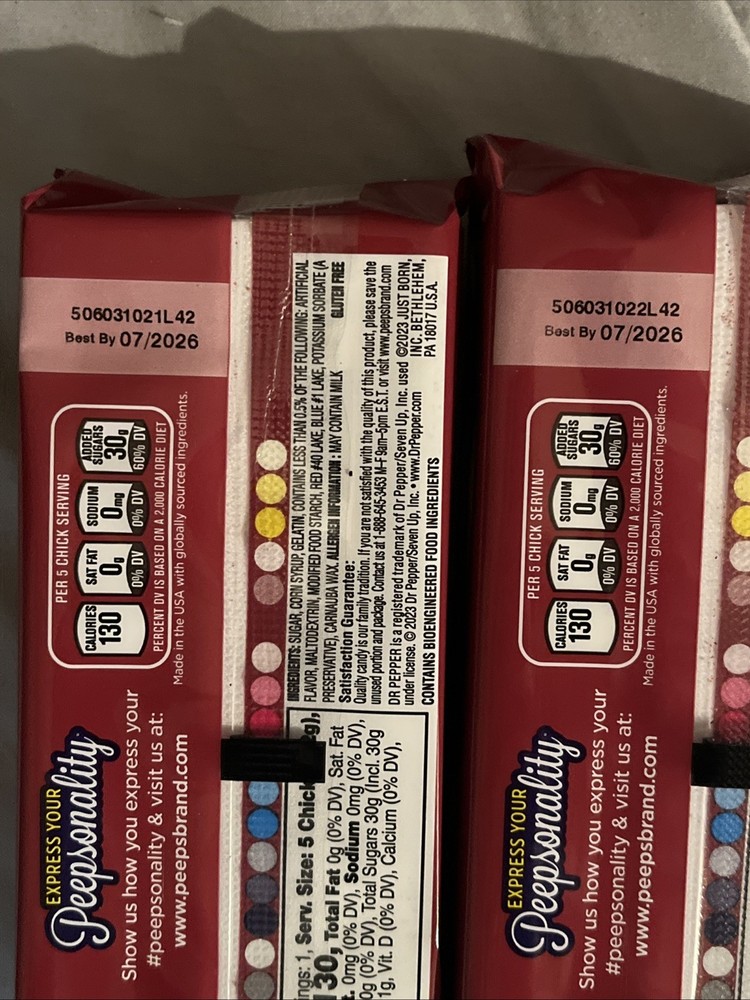 506031021L42
Best By 07/2026
PER 5 CHICK SERVING
CALORIES
130
SAT FAT
0g
0% DV
SODIUM
0mg
0% DV
ADDED
SUGARS
30g
60% DV
PERCENT DV IS BASED ON A 2,000 CALORIE DIET
Made in the USA with globally sourced ingredients.
EXPRESS YOUR
Peepsonality
Show us how you express your
#peepsonality & visit us at:
www.peepsbrand.com
INGREDIENTS: SUGAR, CORN SYRUP, GELATIN, CONTAINS LESS THAN 0.5% OF THE FOLLOWING: ARTIFICIAL
FLAVOR, MALTODEXTRIN, MODIFIED FOOD STARCH, RED #40 LAKE, BLUE #1 LAKE, POTASSIUM SORBATE (A
PRESERVATIVE), CARNAUBA WAX. ALLERGEN INFORMATION: MAY CONTAIN MILK GLUTEN FREE
Satisfaction Guarantee:
Quality candy is our family tradition. If you are not satisfied with the quality of this product, please save the
unused portion and package. Contact us at 1-888-645-3453 M-F 9am-5pm E.S.T. or visit www.peepsbrand.com
DR PEPPER is a registered trademark of Dr Pepper/Seven Up, Inc. used
under license. © 2023 Dr Pepper/Seven Up, Inc. • www.DrPepper.com
©2023 JUST BORN,
INC. BETHLEHEM,
PA 18017 U.S.A.
CONTAINS BIOENGINEERED FOOD INGREDIENTS
1, Serv. Size: 5 Chick
130, Total Fat 0g (0% DV), Sat. Fat
0mg (0% DV), Sodium 0mg (0% DV),
0g (0% DV), Total Sugars 30g (Incl. 30g
1g, Vit. D (0% DV), Calcium (0% DV),
506031022L42
Best By 07/2026
PER 5 CHICK SERVING
CALORIES
130
SAT FAT
0g
0% DV
SODIUM
0mg
0% DV
ADDED
SUGARS
30g
60% DV
PERCENT DV IS BASED ON A 2,000 CALORIE DIET
Made in the USA with globally sourced ingredients.
EXPRESS YOUR
Peepsonality
Show us how you express your
#peepsonality & visit us at:
www.peepsbrand.com